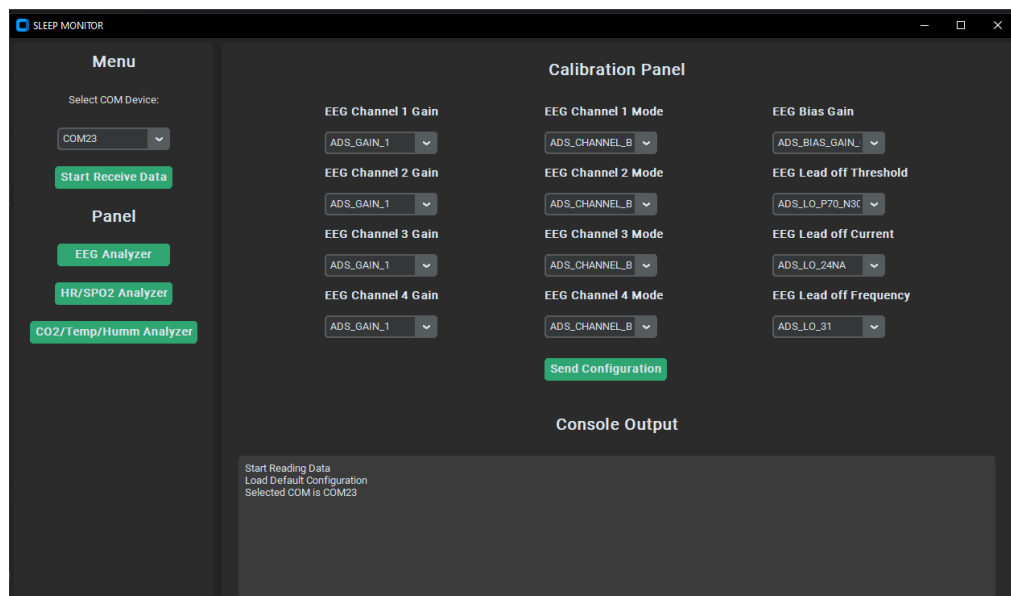 SLEEP MONITOR
Menu
Select COM Device:
COM23
Start Receive Data
Panel
EEG Analyzer
HR/SPO2 Analyzer
CO2/Temp/Humm Analyzer
Calibration Panel
EEG Channel 1 Gain
EEG Channel 1 Mode
EEG Bias Gain
ADS_GAIN_1
ADS_CHANNEL_B
ADS_BIAS_GAIN_
EEG Channel 2 Gain
EEG Channel 2 Mode
EEG Lead off Threshold
ADS_GAIN_1
ADS_CHANNEL_B
ADS_LO_P70_N30
EEG Channel 3 Gain
EEG Channel 3 Mode
EEG Lead off Current
ADS_GAIN_1
ADS_CHANNEL_B
ADS_LO_24NA
EEG Channel 4 Gain
EEG Channel 4 Mode
EEG Lead off Frequency
ADS_GAIN_1
ADS_CHANNEL_B
ADS_LO_31
Send Configuration
Console Output
Start Reading Data
Load Default Configuration
Selected COM is COM23